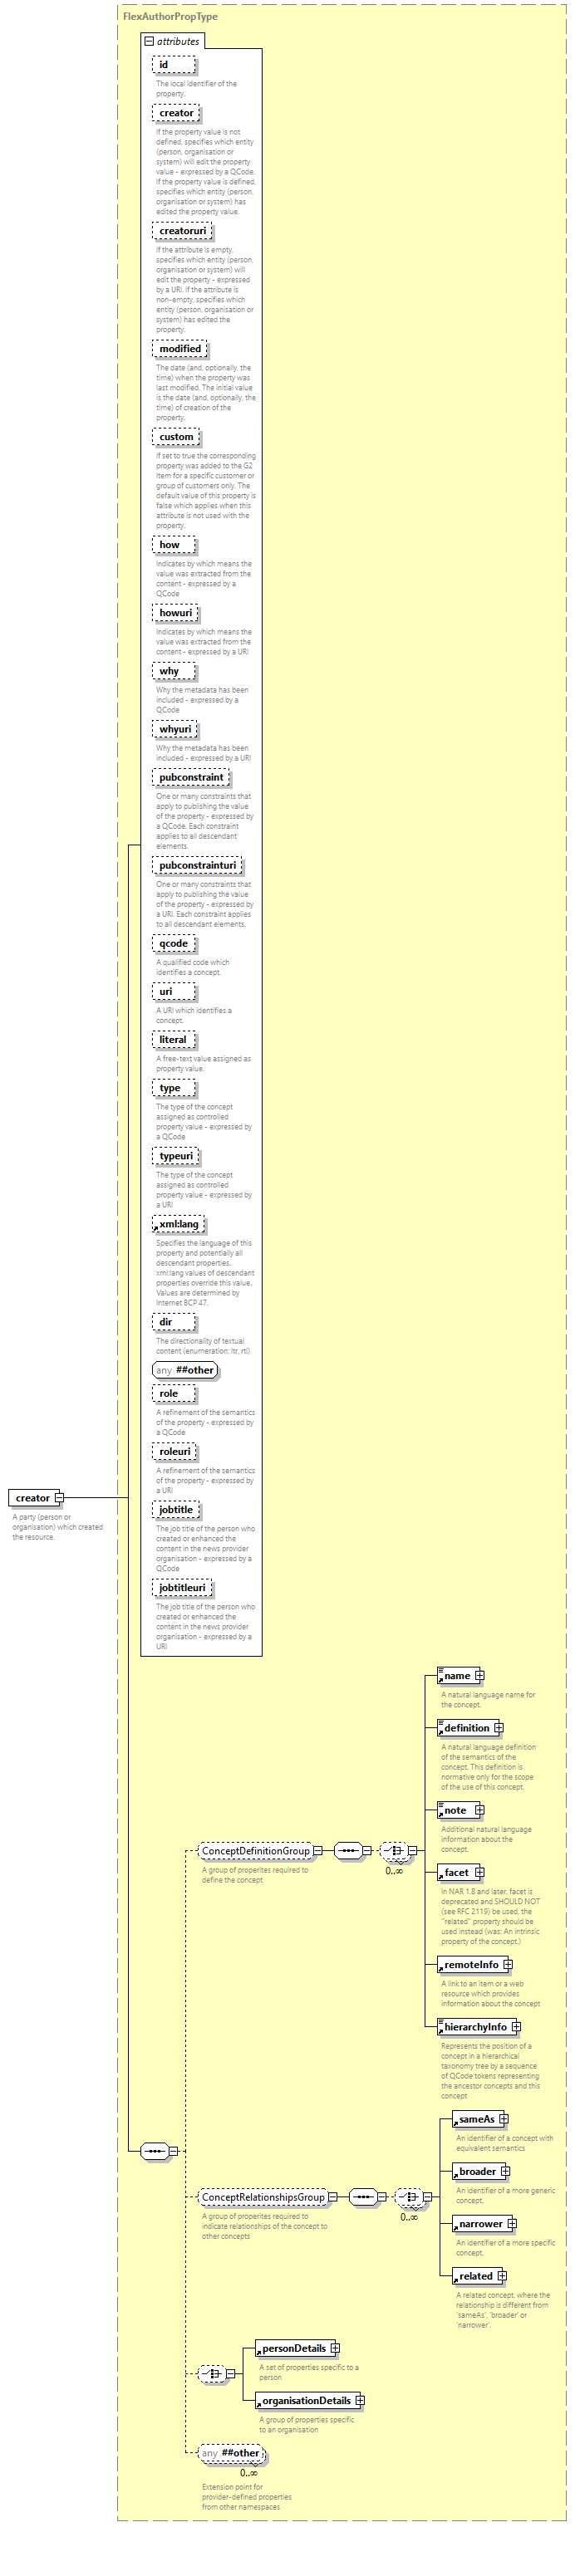 FlexAuthorPropType
attributes
id
The local identifier of the
property.
creator
If the property value is not
defined, specifies which entity
(person, organisation or
system) will edit the property
value - expressed by a QCode.
If the property value is defined,
specifies which entity (person,
organisation or system) has
edited the property value.
creatoruri
If the attribute is empty,
specifies which entity (person,
organisation or system) will
edit the property - expressed
by a URI. If the attribute is
non-empty, specifies which
entity (person, organisation or
system) has edited the
property.
modified
The date (and, optionally, the
time) when the property was
last modified. The initial value
is the date (and, optionally, the
time) of creation of the
property.
custom
If set to true the corresponding
property was added to the G2
Item for a specific customer or
group of customers only. The
default value of this property is
false which applies when this
attribute is not used with the
property.
how
Indicates by which means the
value was extracted from the
content - expressed by a
QCode
howuri
Indicates by which means the
value was extracted from the
content - expressed by a URI
why
Why the metadata has been
included - expressed by a
QCode
whyuri
Why the metadata has been
included - expressed by a URI
pubconstraint
One or many constraints that
apply to publishing the value
of the property - expressed by
a QCode. Each constraint
applies to all descendant
elements.
pubconstrainturi
One or many constraints that
apply to publishing the value
of the property - expressed by
a URI. Each constraint applies
to all descendant elements.
qcode
A qualified code which
identifies a concept.
uri
A URI which identifies a
concept.
literal
A free-text value assigned as
property value.
type
The type of the concept
assigned as controlled
property value - expressed by
a QCode
typeuri
The type of the concept
assigned as controlled
property value - expressed by
a URI
xml:lang
Specifies the language of this
property and potentially all
descendant properties.
xml:lang values of descendant
properties override this value.
Values are determined by
Internet BCP 47.
dir
The directionality of textual
content (enumeration: ltr, rtl)
any ##other
role
A refinement of the semantics
of the property - expressed by
a QCode
roleuri
A refinement of the semantics
of the property - expressed by
a URI
jobtitle
The job title of the person who
created or enhanced the
content in the news provider
organisation - expressed by a
QCode
jobtitleuri
The job title of the person who
created or enhanced the
content in the news provider
organisation - expressed by a
URI
creator
A party (person or
organisation) which created
the resource.
ConceptDefinitionGroup
A group of properites required to
define the concept
0..∞
name
A natural language name for
the concept.
definition
A natural language definition
of the semantics of the
concept. This definition is
normative only for the scope
of the use of this concept.
note
Additional natural language
information about the
concept.
facet
In NAR 1.8 and later, facet is
deprecated and SHOULD NOT
(see RFC 2119) be used, the
"related" property should be
used instead (was: An intrinsic
property of the concept.)
remoteInfo
A link to an item or a web
resource which provides
information about the concept
hierarchyInfo
Represents the position of a
concept in a hierarchical
taxonomy tree by a sequence
of QCode tokens representing
the ancestor concepts and this
concept
ConceptRelationshipsGroup
A group of properites required to
indicate relationships of the concept to
other concepts
0..∞
sameAs
An identifier of a concept with
equivalent semantics
broader
An identifier of a more generic
concept.
narrower
An identifier of a more specific
concept.
related
A related concept, where the
relationship is different from
'sameAs', 'broader' or
'narrower'.
personDetails
A set of properties specific to a
person
organisationDetails
A group of properties specific
to an organisation
any ##other
0..∞
Extension point for
provider-defined properties
from other namespaces